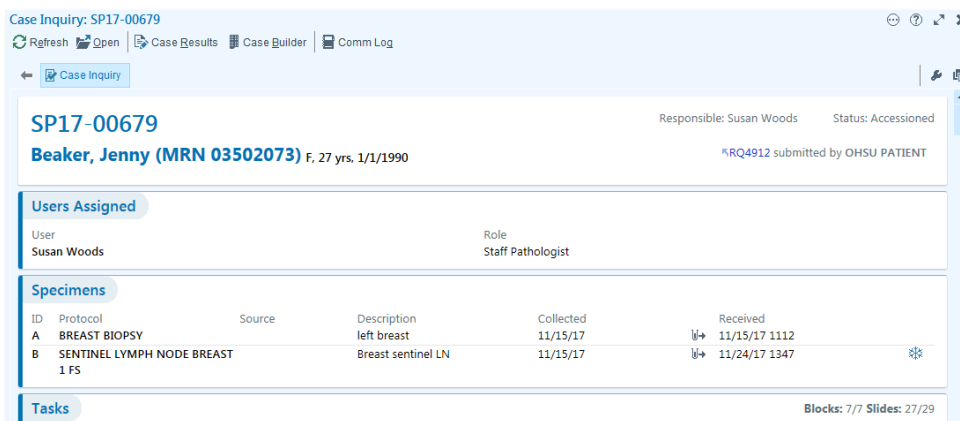 Case Inquiry: SP17-00679
Refresh Open Case Results Case Builder Comm Log
Case Inquiry
SP17-00679 Responsible: Susan Woods Status: Accessioned
Beaker, Jenny (MRN 03502073) F, 27 yrs, 1/1/1990 RQ4912 submitted by OHSU PATIENT
Users Assigned
User Role
Susan Woods Staff Pathologist
Specimens
ID Protocol Source Description Collected Received
A BREAST BIOPSY left breast 11/15/17 11/15/17 1112
B SENTINEL LYMPH NODE BREAST Breast sentinel LN 11/15/17 11/24/17 1347
1 FS
Tasks Blocks: 7/7 Slides: 27/29